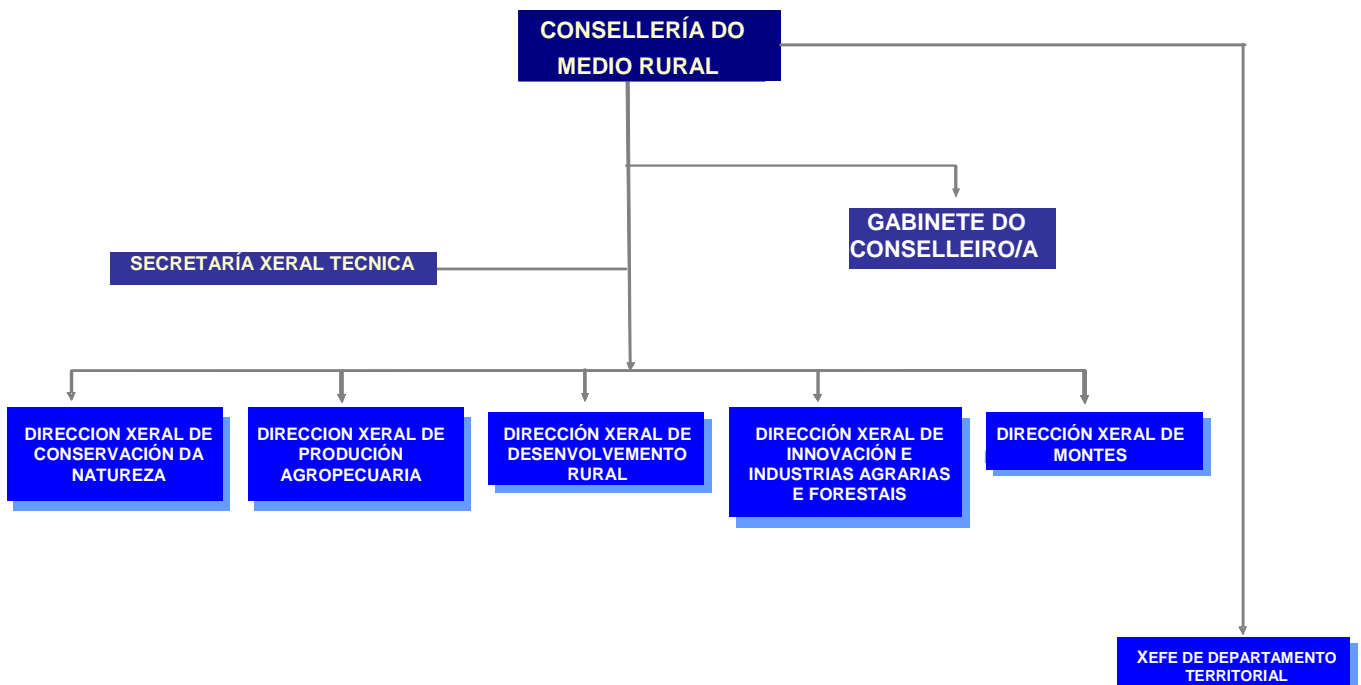 CONSELLERÍA DO
MEDIO RURAL
GABINETE DO
CONSELLEIRO/A
SECRETARÍA XERAL TECNICA
DIRECCION XERAL DE
CONSERVACIÓN DA
NATUREZA
DIRECCION XERAL DE
PRODUCIÓN
AGROPECUARIA
DIRECCIÓN XERAL DE
DESENVOLVEMENTO
RURAL
DIRECCIÓN XERAL DE
INNOVACIÓN E
INDUSTRIAS AGRARIAS
E FORESTAIS
DIRECCIÓN XERAL DE
MONTES
XEFE DE DEPARTAMENTO
TERRITORIAL